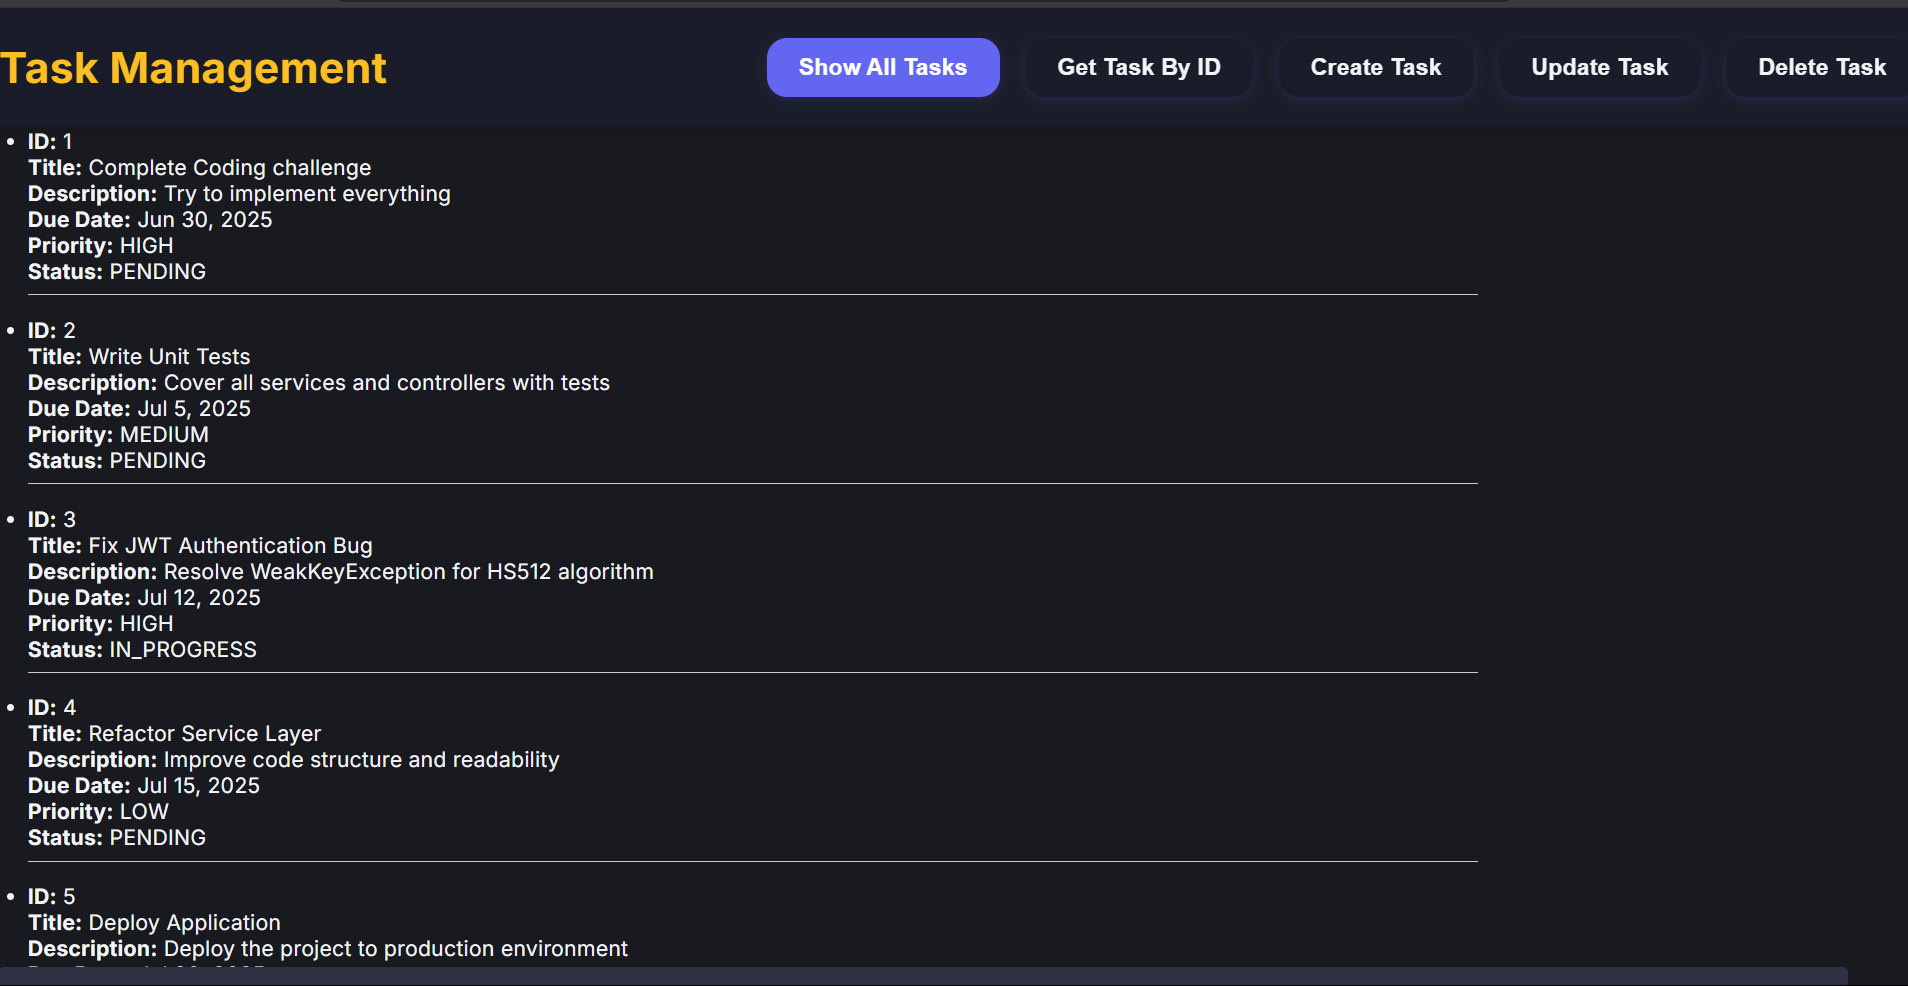 Task Management
Show All Tasks
Get Task By ID
Create Task
Update Task
Delete Task
ID: 1
Title: Complete Coding challenge
Description: Try to implement everything
Due Date: Jun 30, 2025
Priority: HIGH
Status: PENDING
ID: 2
Title: Write Unit Tests
Description: Cover all services and controllers with tests
Due Date: Jul 5, 2025
Priority: MEDIUM
Status: PENDING
ID: 3
Title: Fix JWT Authentication Bug
Description: Resolve WeakKeyException for HS512 algorithm
Due Date: Jul 12, 2025
Priority: HIGH
Status: IN_PROGRESS
ID: 4
Title: Refactor Service Layer
Description: Improve code structure and readability
Due Date: Jul 15, 2025
Priority: LOW
Status: PENDING
ID: 5
Title: Deploy Application
Description: Deploy the project to production environment